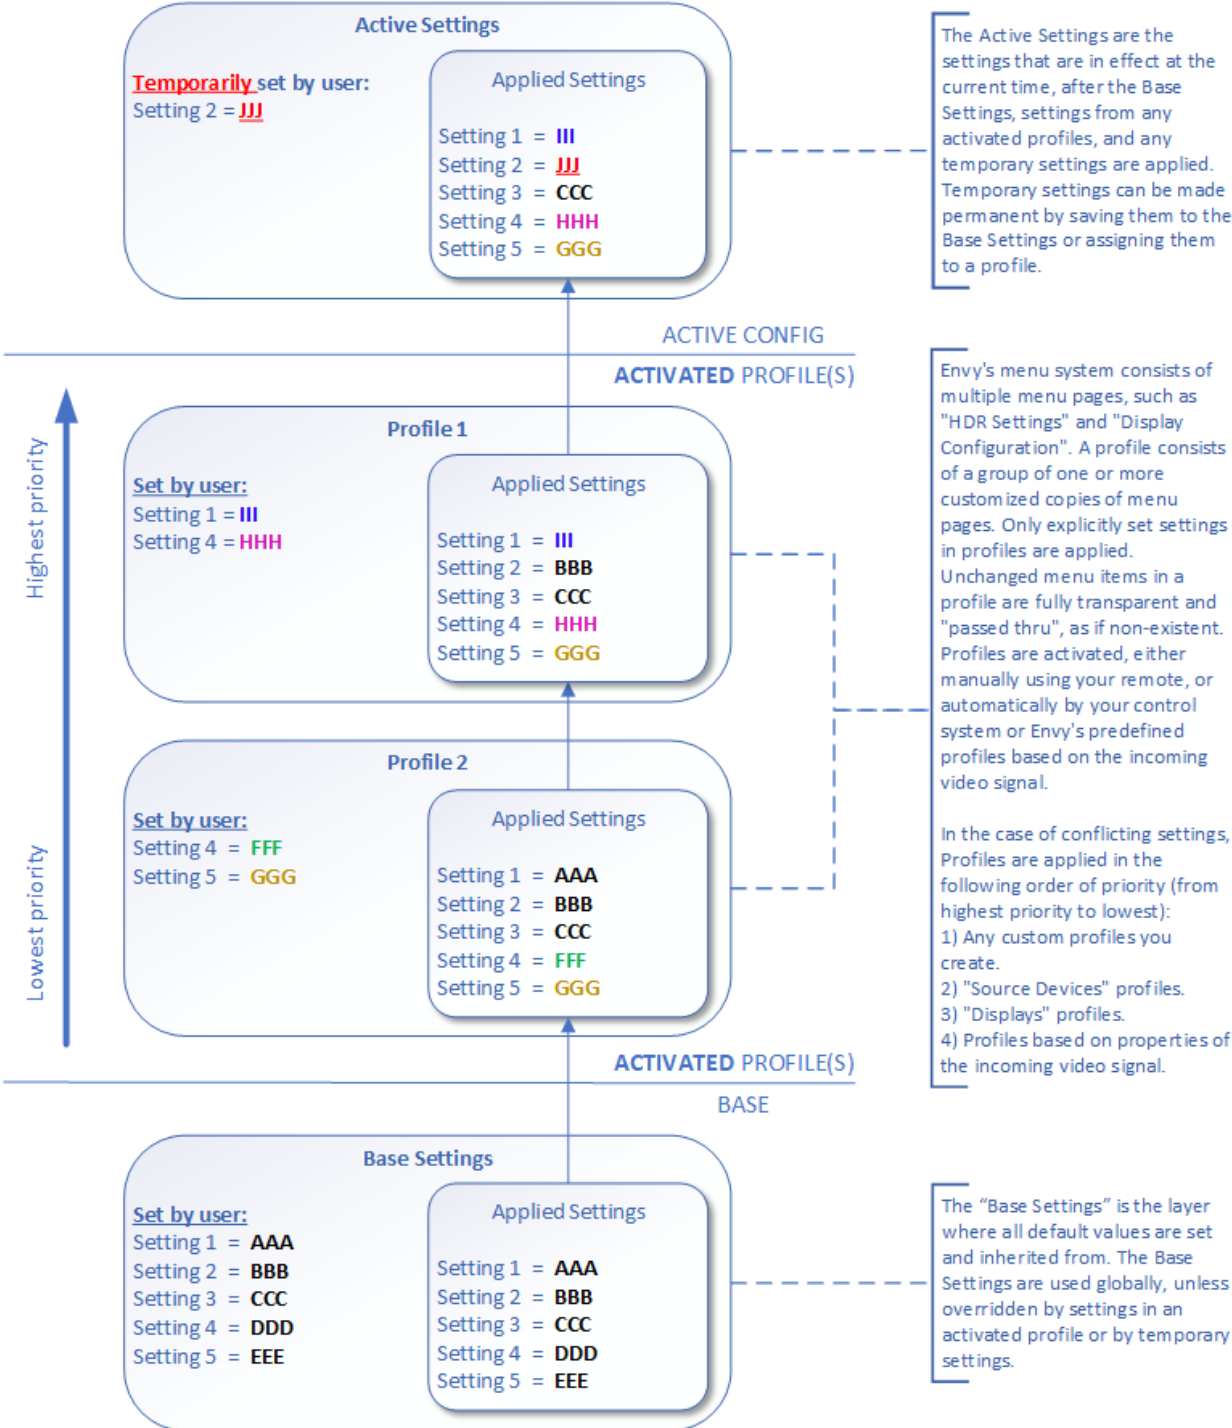 Active Settings
Temporarily set by user:
Setting 2 = JJJ
Applied Settings
Setting 1 = III
Setting 2 = JJJ
Setting 3 = CCC
Setting 4 = HHH
Setting 5 = GGG
The Active Settings are the
settings that are in effect at the
current time, after the Base
Settings, settings from any
activated profiles, and any
temporary settings are applied.
Temporary settings can be made
permanent by saving them to the
Base Settings or assigning them
to a profile.
ACTIVE CONFIG
ACTIVATED PROFILE(S)
Highest priority
Lowest priority
Profile 1
Set by user:
Setting 1 = III
Setting 4 = HHH
Applied Settings
Setting 1 = III
Setting 2 = BBB
Setting 3 = CCC
Setting 4 = HHH
Setting 5 = GGG
Profile 2
Set by user:
Setting 4 = FFF
Setting 5 = GGG
Applied Settings
Setting 1 = AAA
Setting 2 = BBB
Setting 3 = CCC
Setting 4 = FFF
Setting 5 = GGG
Envy's menu system consists of
multiple menu pages, such as
"HDR Settings" and "Display
Configuration". A profile consists
of a group of one or more
customized copies of menu
pages. Only explicitly set settings
in profiles are applied.
Unchanged menu items in a
profile are fully transparent and
"passed thru", as if non-existent.
Profiles are activated, either
manually using your remote, or
automatically by your control
system or Envy's predefined
profiles based on the incoming
video signal.
In the case of conflicting settings,
Profiles are applied in the
following order of priority (from
highest priority to lowest):
1) Any custom profiles you
create.
2) "Source Devices" profiles.
3) "Displays" profiles.
4) Profiles based on properties of
the incoming video signal.
ACTIVATED PROFILE(S)
BASE
Base Settings
Set by user:
Setting 1 = AAA
Setting 2 = BBB
Setting 3 = CCC
Setting 4 = DDD
Setting 5 = EEE
Applied Settings
Setting 1 = AAA
Setting 2 = BBB
Setting 3 = CCC
Setting 4 = DDD
Setting 5 = EEE
The “Base Settings” is the layer
where all default values are set
and inherited from. The Base
Settings are used globally, unless
overridden by settings in an
activated profile or by temporary
settings.